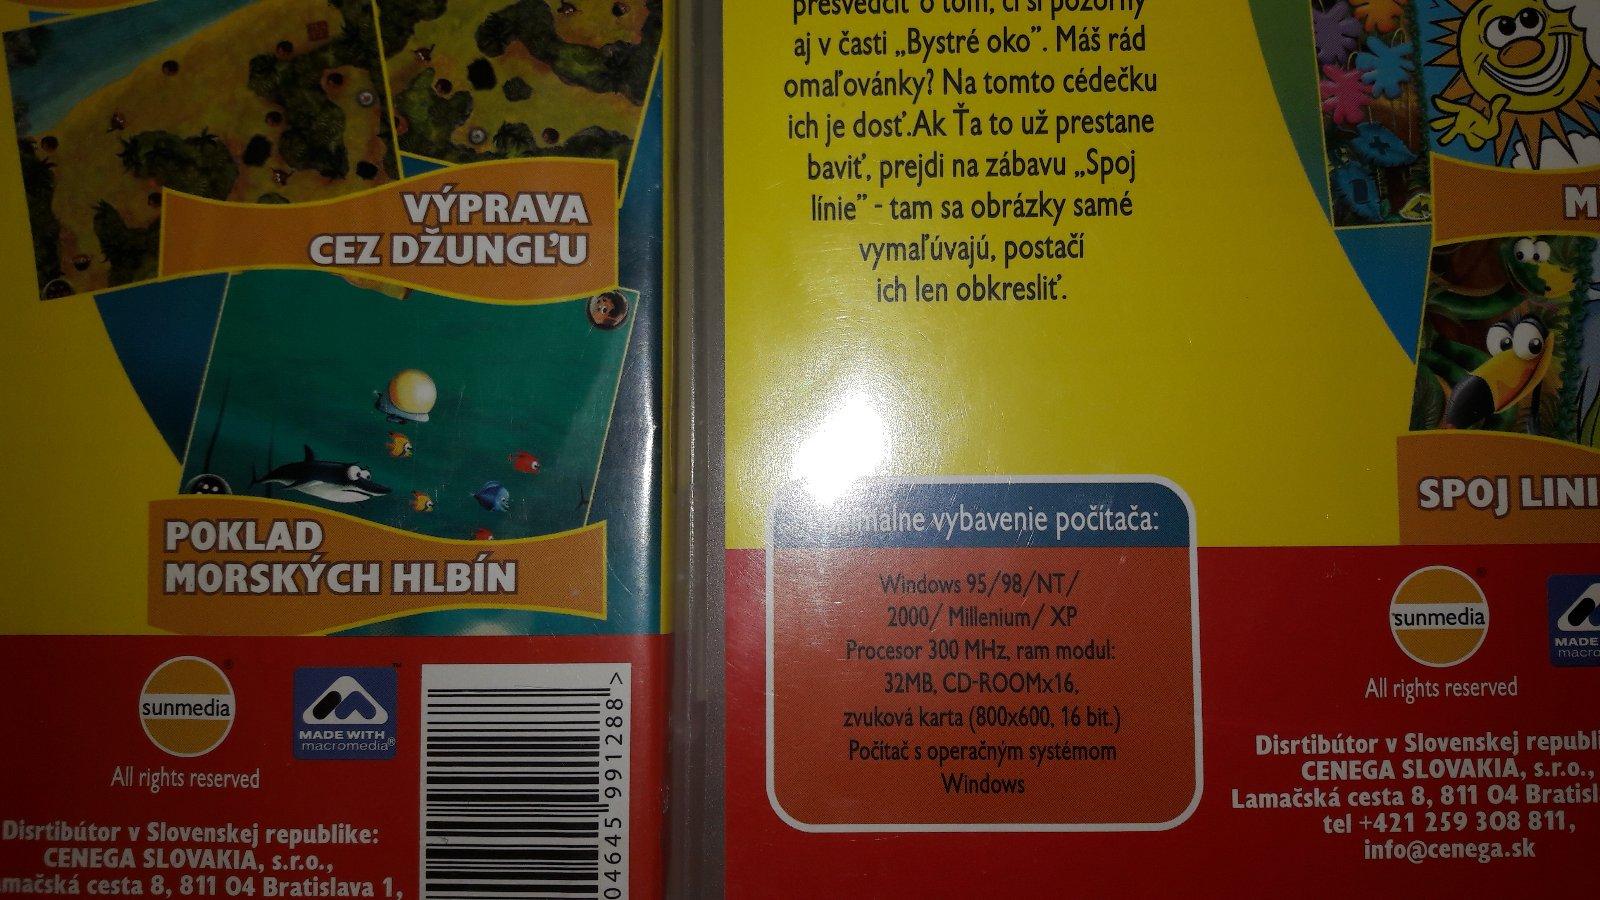 VÝPRAVA
CEZ DŽUNGĽU
POKLAD
MORSKÝCH HLBÍN
sunmedia
®
All rights reserved
MADE WITH
macromedia®
™
Disrtibútor v Slovenskej republike:
CENEGA SLOVAKIA, s.r.o.,
cesta 8, 811 04 Bratislava 1,
04645 991288 >
presvedčiť o tom, či si pozorný
aj v časti „Bystré oko”. Máš rád
omaľovánky? Na tomto cédečku
ich je dosť.Ak Ťa to už prestane
baviť, prejdi na zábavu „Spoj
línie” - tam sa obrázky samé
vymaľúvajú, postačí
ich len obkresliť.
vybavenie počítača:
Windows 95/98/NT/
2000/ Millenium/ XP
Procesor 300 MHz, ram modul:
32MB, CD-ROOMx16,
zvuková karta (800x600, 16 bit.)
Počítač s operačným systémom
Windows
SPOJ LINI
sunmedia
®
All rights reserved
MADE
macro
Disrtibútor v Slovenskej republi
CENEGA SLOVAKIA, s.r.o.,
Lamačská cesta 8, 811 04 Bratisl
tel +421 259 308 811,
info@cenega.sk